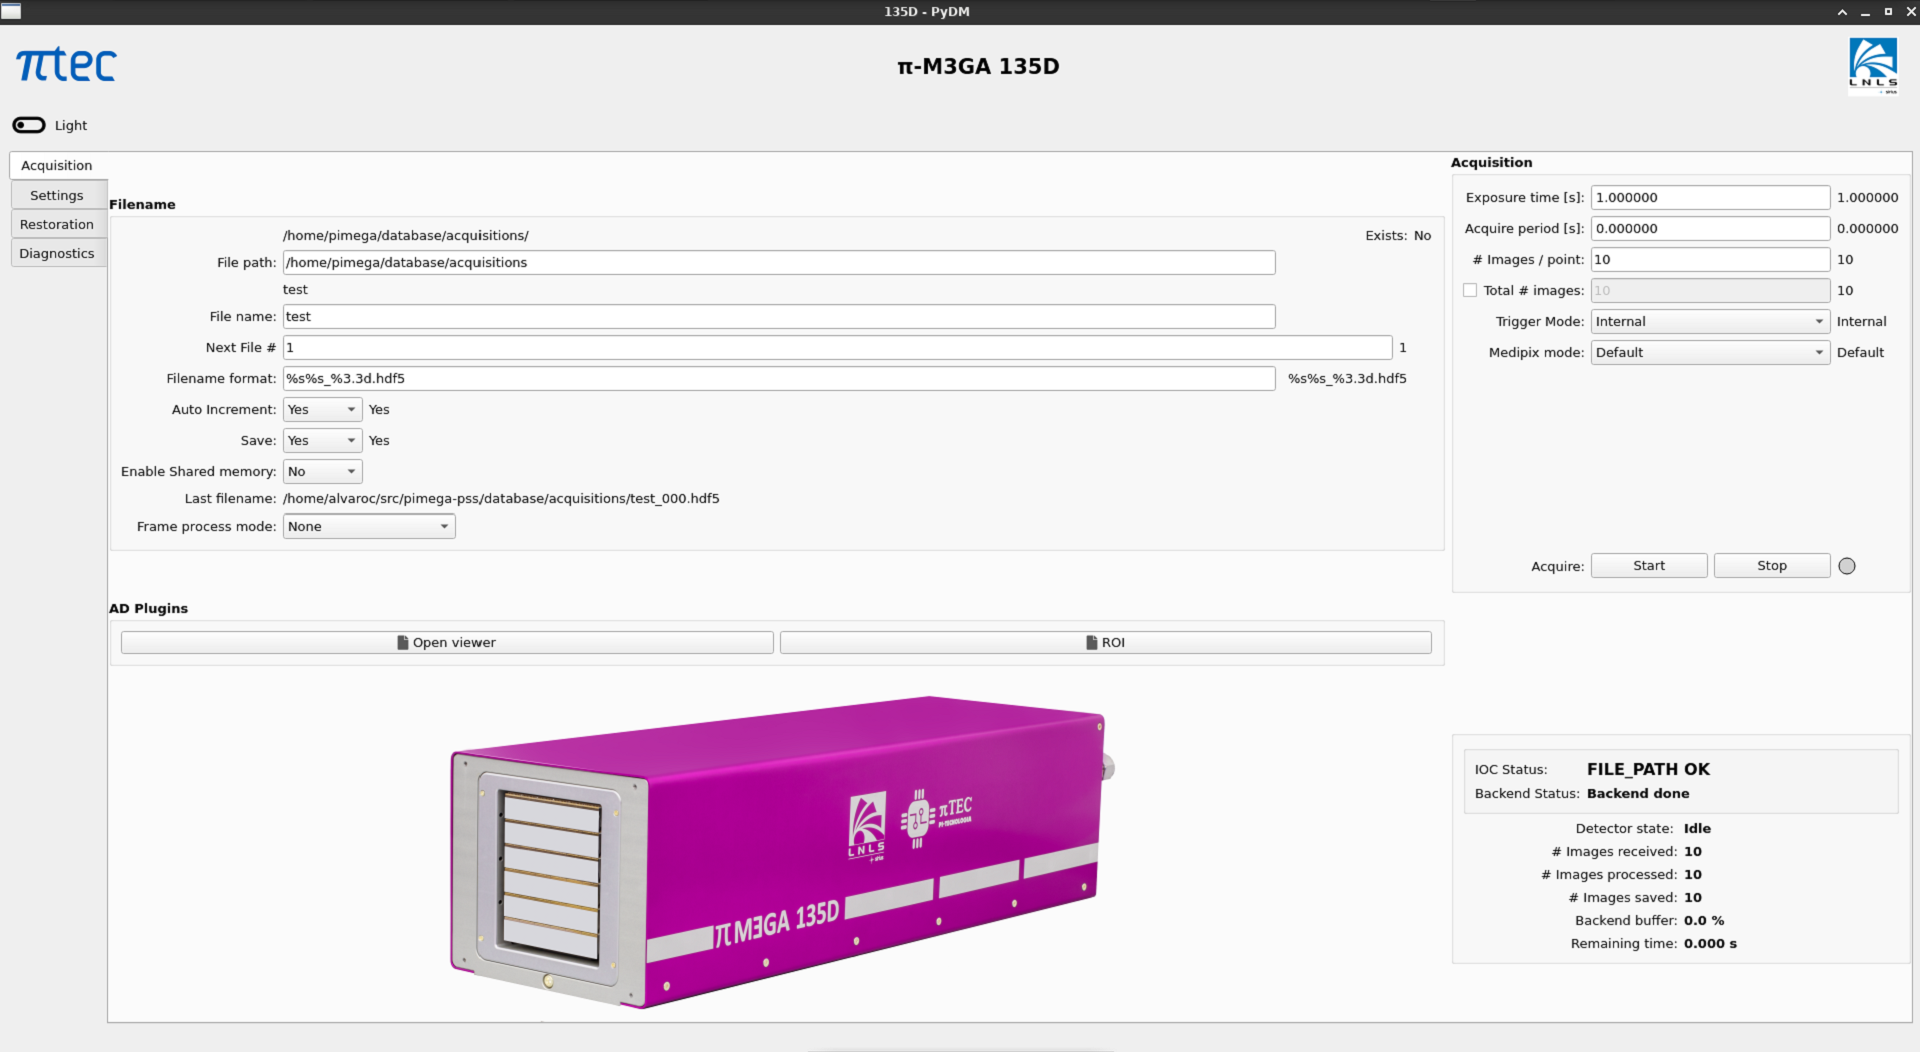 135D - PyDM
πtec
π-M3GA 135D
LNLS
Light
Acquisition
Settings
Restoration
Diagnostics
Filename
/home/pimega/database/acquisitions/ Exists: No
File path: /home/pimega/database/acquisitions
test
File name: test
Next File # 1 1
Filename format: %s%s_%3.3d.hdf5 %s%s_%3.3d.hdf5
Auto Increment: Yes Yes
Save: Yes Yes
Enable Shared memory: No
Last filename: /home/alvaroc/src/pimega-pss/database/acquisitions/test_000.hdf5
Frame process mode: None
AD Plugins
Open viewer ROI
LNLS
πTEC
PI-TECNOLOGIA
π MƎGA 135D
Acquisition
Exposure time [s]: 1.000000 1.000000
Acquire period [s]: 0.000000 0.000000
# Images / point: 10 10
Total # images: 10 10
Trigger Mode: Internal Internal
Medipix mode: Default Default
Acquire: Start Stop
IOC Status: FILE_PATH OK
Backend Status: Backend done
Detector state: Idle
# Images received: 10
# Images processed: 10
# Images saved: 10
Backend buffer: 0.0 %
Remaining time: 0.000 s